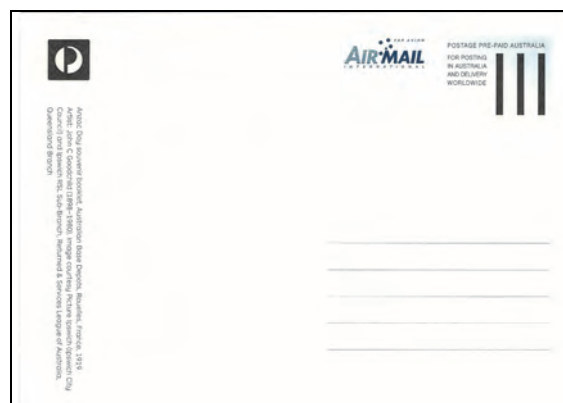 PAR AVION
AIR MAIL
INTERNATIONAL
POSTAGE PRE-PAID AUSTRALIA
FOR POSTING
IN AUSTRALIA
AND DELIVERY
WORLDWIDE
Anzac Day souvenir booklet, Australian Base Depots, Rouelles, France, 1919
Artist: John C Goodchild (1898–1980). Image courtesy Picture Ipswich (Ipswich City
Council) and Ipswich RSL Sub-Branch, Returned & Services League of Australia,
Queensland Branch